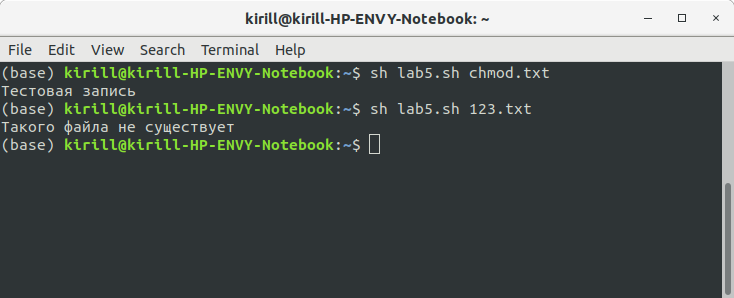 kirill@kirill-HP-ENVY-Notebook: ~
File Edit View Search Terminal Help
(base) kirill@kirill-HP-ENVY-Notebook:~$ sh lab5.sh chmod.txt
Тестовая запись
(base) kirill@kirill-HP-ENVY-Notebook:~$ sh lab5.sh 123.txt
Такого файла не существует
(base) kirill@kirill-HP-ENVY-Notebook:~$